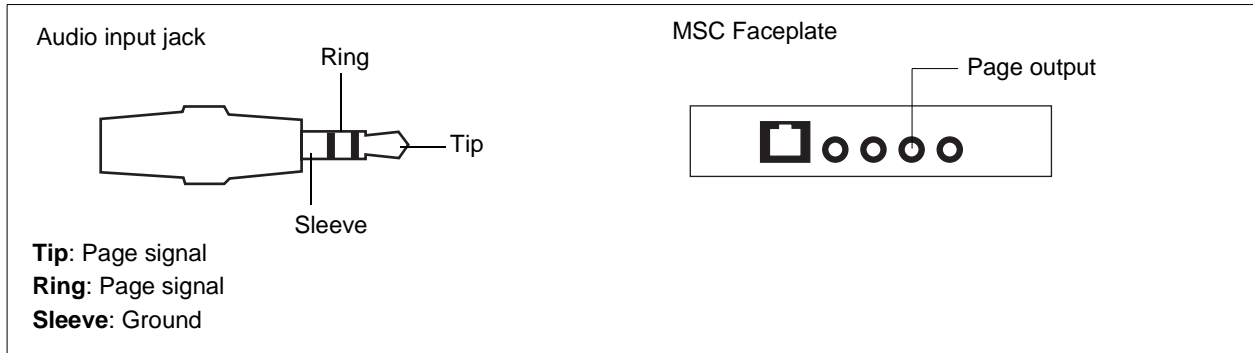 Audio input jack
Ring
Tip
Sleeve
Tip: Page signal
Ring: Page signal
Sleeve: Ground
MSC Faceplate
Page output